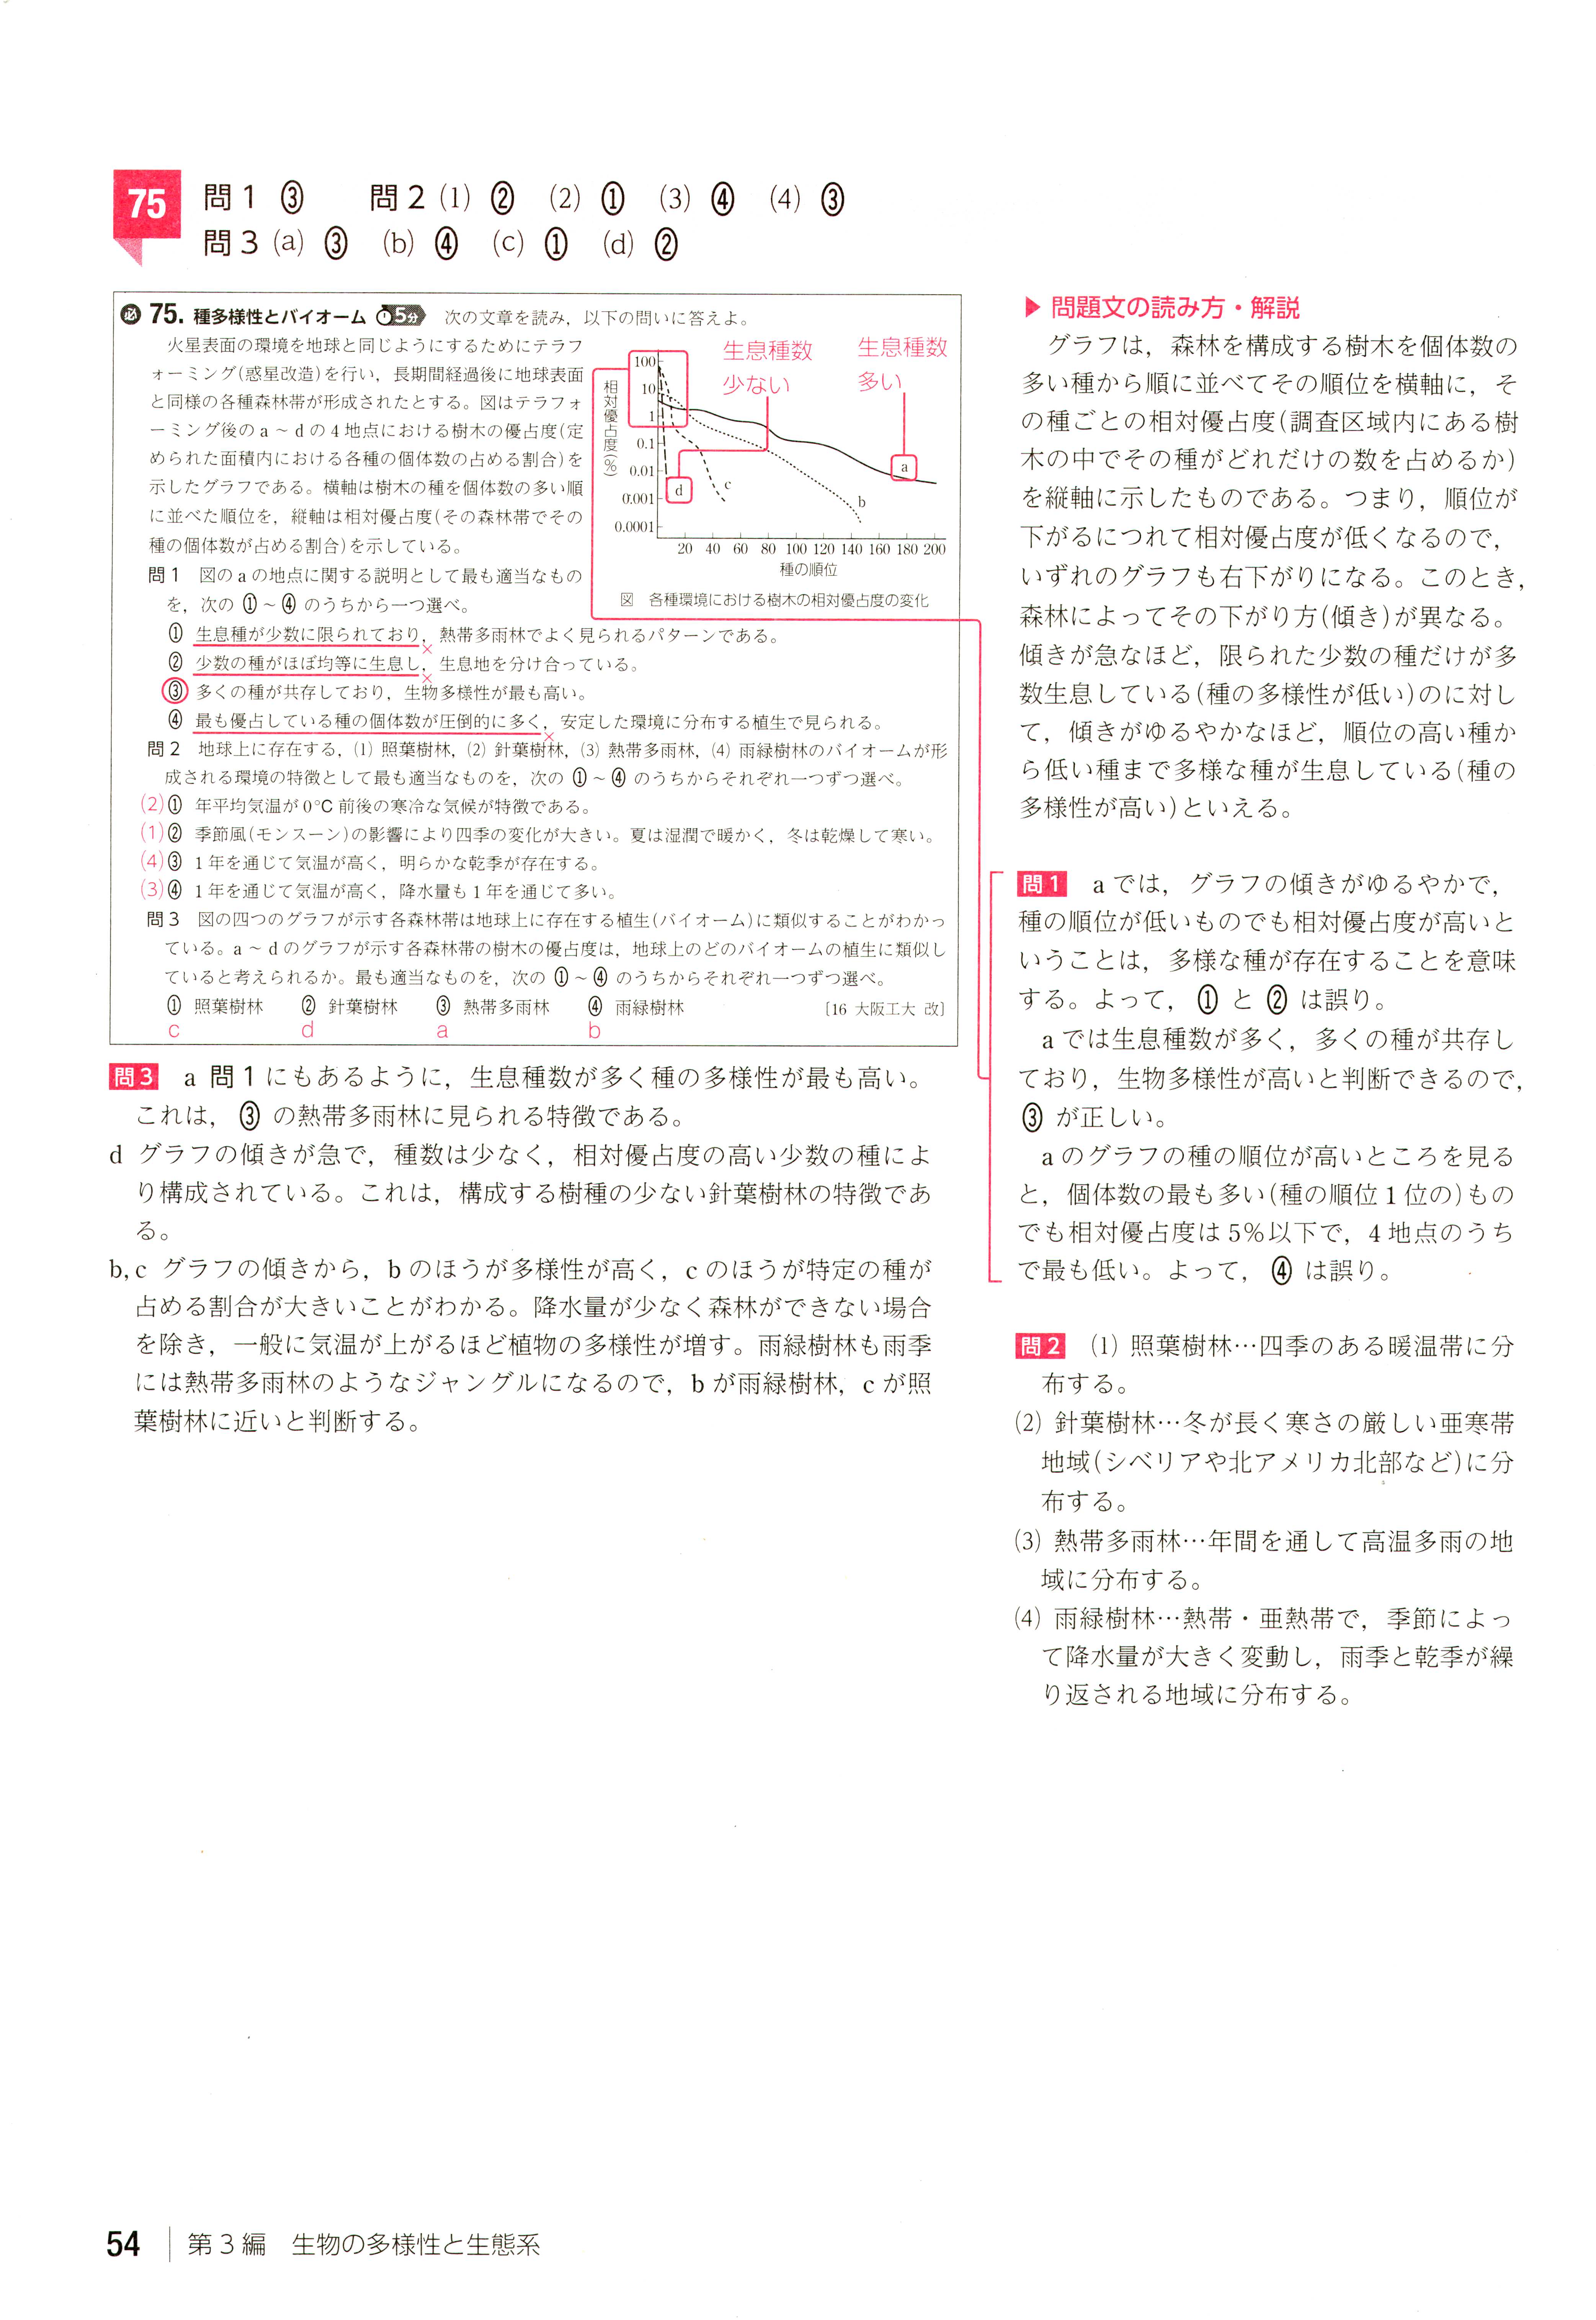 75
問1 ③ 問2 (1) ② (2) ① (3) ④ (4) ③
問3 (a) ③ (b) ④ (c) ① (d) ②
必 75. 種多様性とバイオーム 5分 次の文章を読み，以下の問いに答えよ。
火星表面の環境を地球と同じようにするためにテラフ
ォーミング(惑星改造)を行い，長期間経過後に地球表面
と同様の各種森林帯が形成されたとする。図はテラフォ
ーミング後のa～dの4地点における樹木の優占度(定
められた面積内における各種の個体数の占める割合)を
示したグラフである。横軸は樹木の種を個体数の多い順
に並べた順位を，縦軸は相対優占度(その森林帯でその
種の個体数が占める割合)を示している。
生息種数 少ない
生息種数 多い
相対優占度(%)
100
10
1
0.1
0.01
0.001
0.0001
a
b
c
d
20 40 60 80 100 120 140 160 180 200
種の順位
図 各種環境における樹木の相対優占度の変化
問1 図のaの地点に関する説明として最も適当なもの
を，次の①～④のうちから一つ選べ。
① 生息種が少数に限られており，熱帯多雨林でよく見られるパターンである。
×
② 少数の種がほぼ均等に生息し，生息地を分け合っている。
×
③ 多くの種が共存しており，生物多様性が最も高い。
④ 最も優占している種の個体数が圧倒的に多く，安定した環境に分布する植生で見られる。
×
問2 地球上に存在する，(1) 照葉樹林，(2) 針葉樹林，(3) 熱帯多雨林，(4) 雨緑樹林のバイオームが形
成される環境の特徴として最も適当なものを，次の①～④のうちからそれぞれ一つずつ選べ。
(2)① 年平均気温が0℃前後の寒冷な気候が特徴である。
(1)② 季節風(モンスーン)の影響により四季の変化が大きい。夏は湿潤で暖かく，冬は乾燥して寒い。
(4)③ 1年を通じて気温が高く，明らかな乾季が存在する。
(3)④ 1年を通じて気温が高く，降水量も1年を通じて多い。
問3 図の四つのグラフが示す各森林帯は地球上に存在する植生(バイオーム)に類似することがわかっ
ている。a～dのグラフが示す各森林帯の樹木の優占度は，地球上のどのバイオームの植生に類似し
ていると考えられるか。最も適当なものを，次の①～④のうちからそれぞれ一つずつ選べ。
① 照葉樹林 ② 針葉樹林 ③ 熱帯多雨林 ④ 雨緑樹林 [16 大阪工大 改]
c d a b
問3 a 問1にもあるように，生息種数が多く種の多様性が最も高い。
これは，③の熱帯多雨林に見られる特徴である。
d グラフの傾きが急で，種数は少なく，相対優占度の高い少数の種によ
り構成されている。これは，構成する樹種の少ない針葉樹林の特徴であ
る。
b, c グラフの傾きから，bのほうが多様性が高く，cのほうが特定の種が
占める割合が大きいことがわかる。降水量が少なく森林ができない場合
を除き，一般に気温が上がるほど植物の多様性が増す。雨緑樹林も雨季
には熱帯多雨林のようなジャングルになるので，bが雨緑樹林，cが照
葉樹林に近いと判断する。
▶ 問題文の読み方・解説
グラフは，森林を構成する樹木を個体数の
多い種から順に並べてその順位を横軸に，そ
の種ごとの相対優占度(調査区域内にある樹
木の中でその種がどれだけの数を占めるか)
を縦軸に示したものである。つまり，順位が
下がるにつれて相対優占度が低くなるので，
いずれのグラフも右下がりになる。このとき，
森林によってその下がり方(傾き)が異なる。
傾きが急なほど，限られた少数の種だけが多
数生息している(種の多様性が低い)のに対し
て，傾きがゆるやかなほど，順位の高い種か
ら低い種まで多様な種が生息している(種の
多様性が高い)といえる。
問1 aでは，グラフの傾きがゆるやかで，
種の順位が低いものでも相対優占度が高いと
いうことは，多様な種が存在することを意味
する。よって，①と②は誤り。
aでは生息種数が多く，多くの種が共存し
ており，生物多様性が高いと判断できるので，
③が正しい。
aのグラフの種の順位が高いところを見る
と，個体数の最も多い(種の順位1位の)もの
でも相対優占度は5%以下で，4地点のうち
で最も低い。よって，④は誤り。
問2 (1) 照葉樹林…四季のある暖温帯に分
布する。
(2) 針葉樹林…冬が長く寒さの厳しい亜寒帯
地域(シベリアや北アメリカ北部など)に分
布する。
(3) 熱帯多雨林…年間を通して高温多雨の地
域に分布する。
(4) 雨緑樹林…熱帯・亜熱帯で，季節によっ
て降水量が大きく変動し，雨季と乾季が繰
り返される地域に分布する。
54 第3編 生物の多様性と生態系